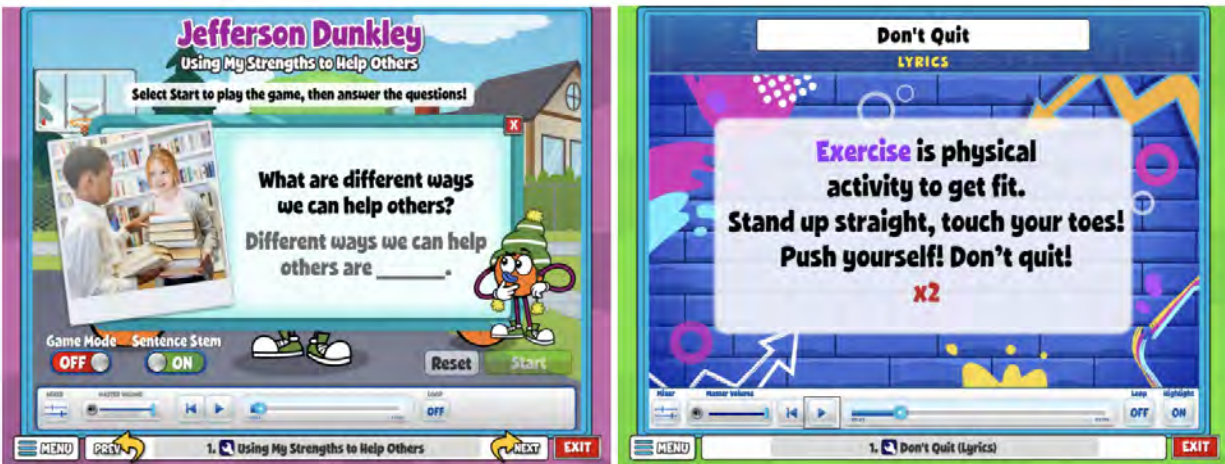 Jefferson Dunkley
Using My Strengths to Help Others
Select Start to play the game, then answer the questions!
X
What are different ways
we can help others?
Different ways we can help
others are ______.
Game Mode
Sentence Stem
OFF
ON
Reset
Start
MIXER
MASTER VOLUME
LOOP
OFF
MENU
PREV
1. Using My Strengths to Help Others
NEXT
EXIT
Don't Quit
LYRICS
Exercise is physical
activity to get fit.
Stand up straight, touch your toes!
Push yourself! Don't quit!
x2
Mixer
Master Volume
Loop
Highlight
OFF
ON
MENU
1. Don't Quit (Lyrics)
EXIT